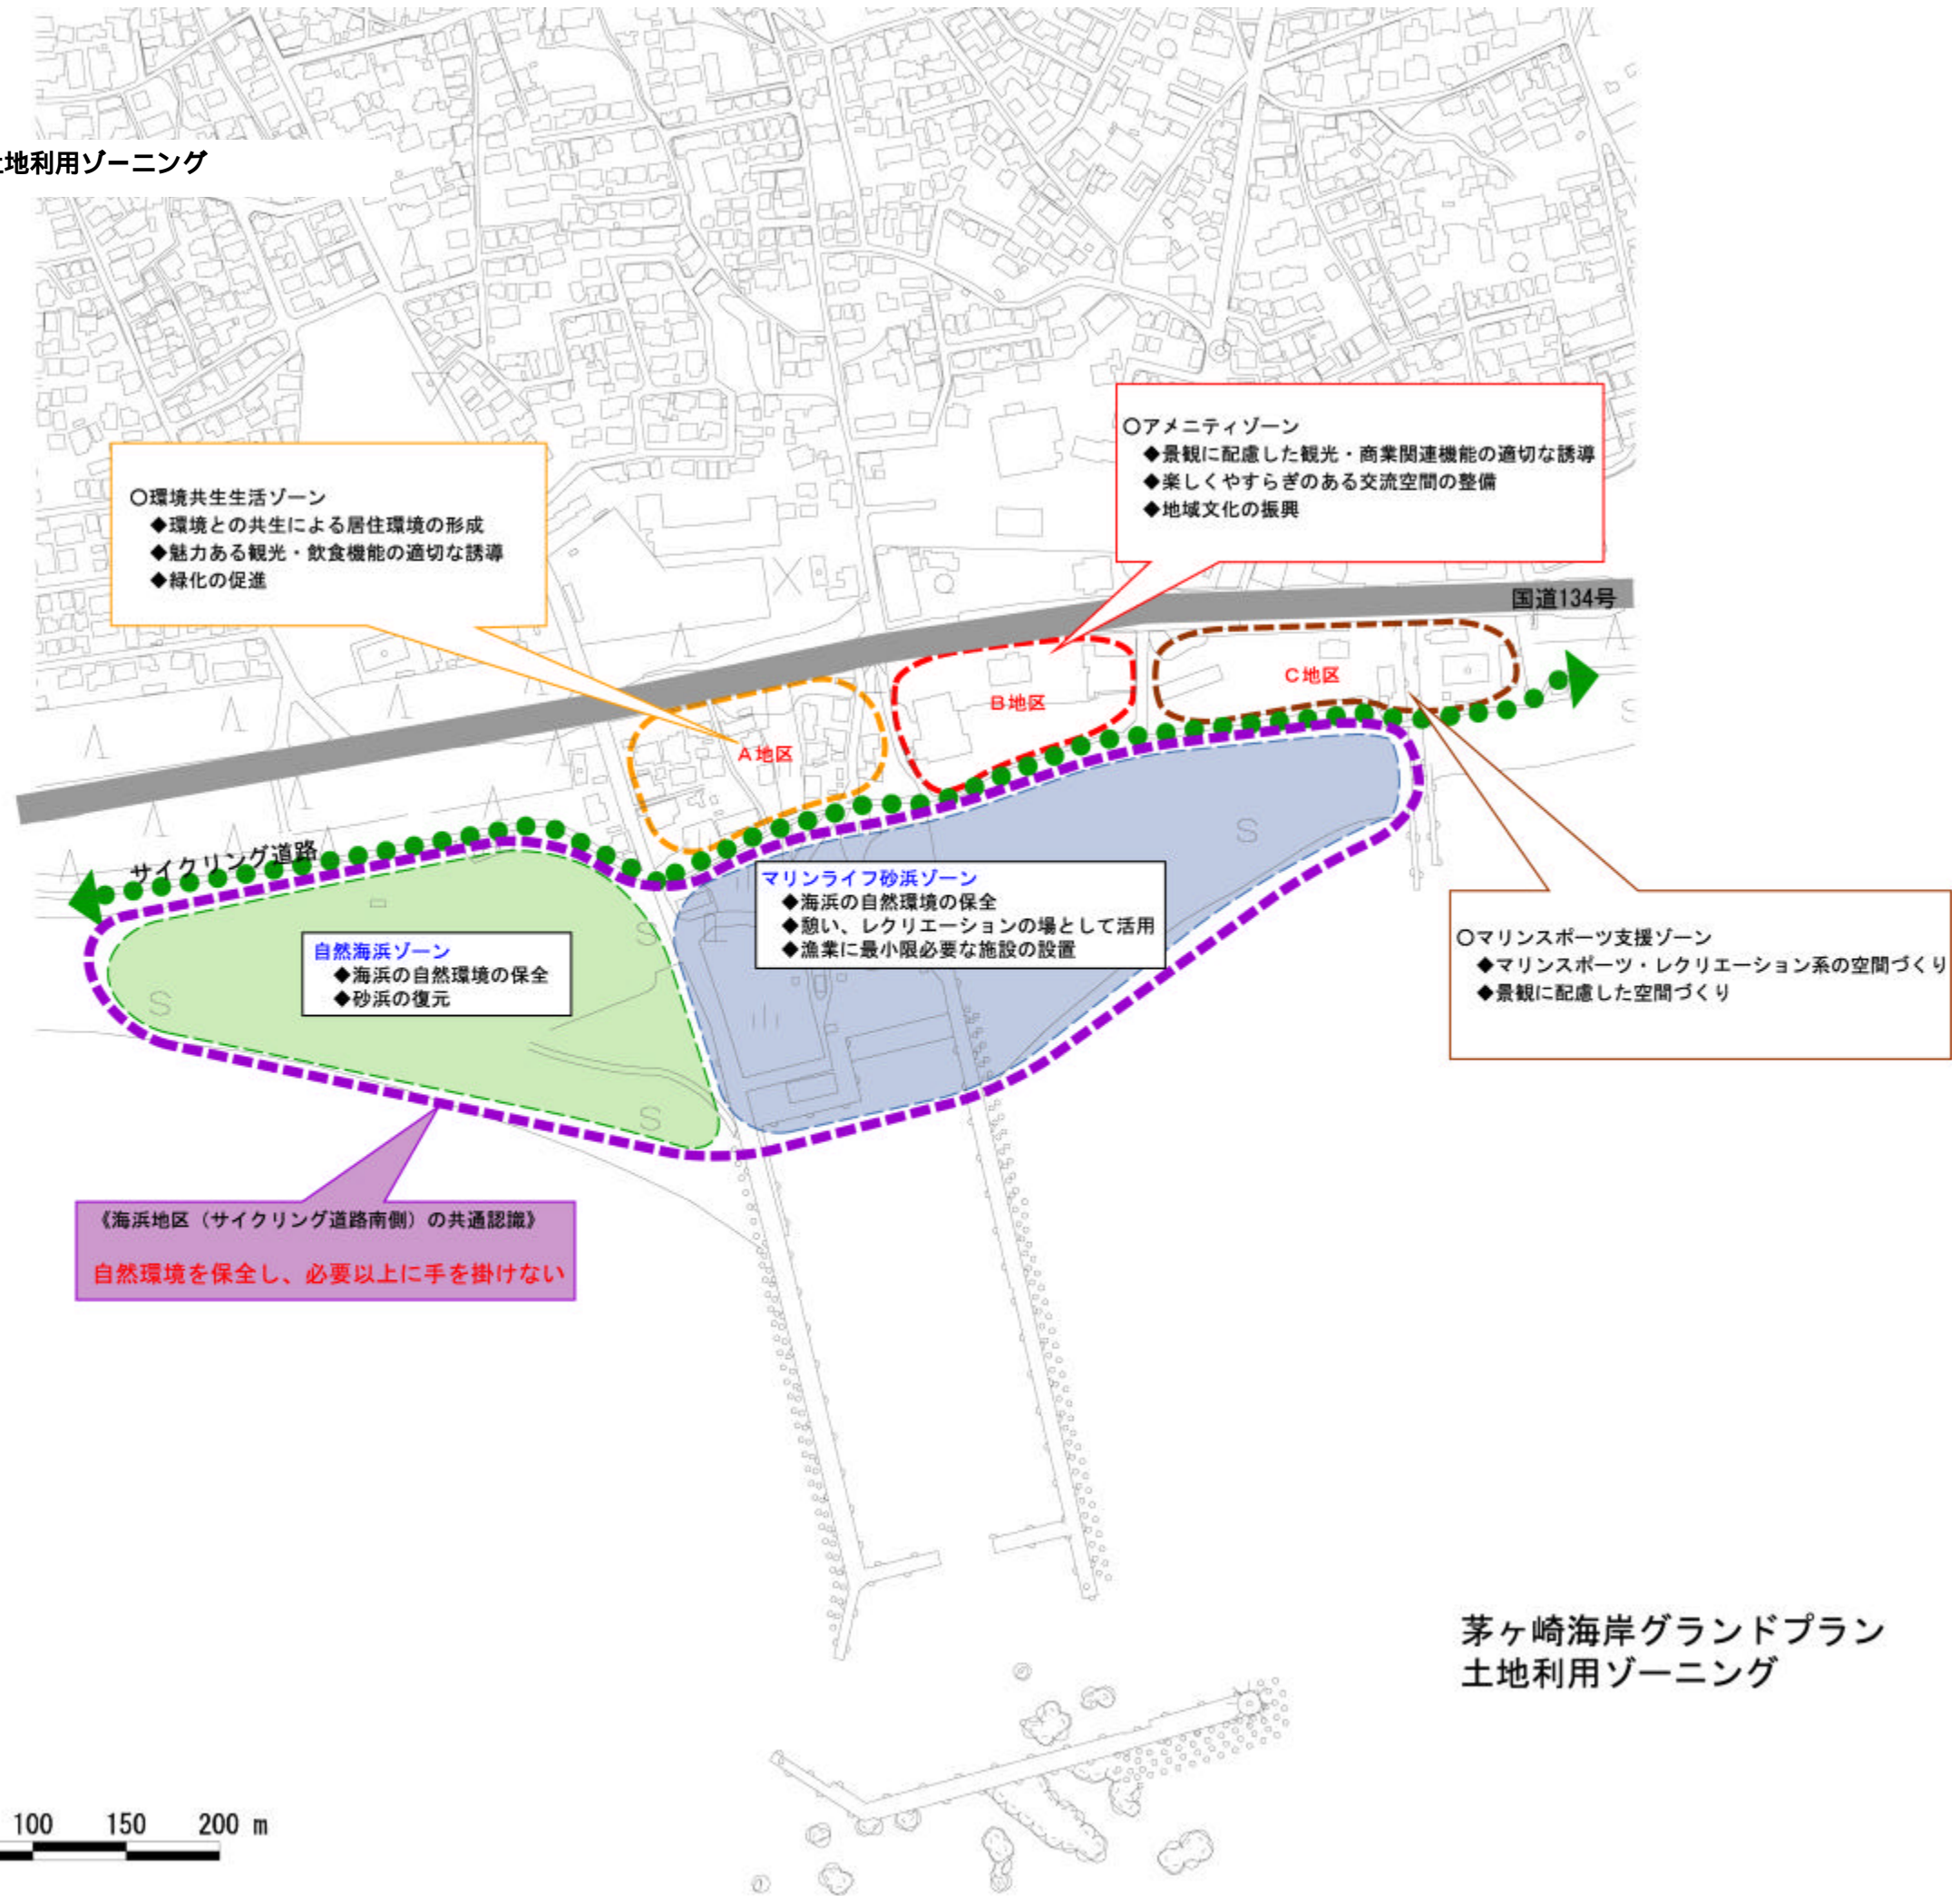 土地利用ゾーニング
〇アメニティゾーン
◆景観に配慮した観光・商業関連機能の適切な誘導
◆楽しくやすらぎのある交流空間の整備
◆地域文化の振興
〇環境共生生活ゾーン
◆環境との共生による居住環境の形成
◆魅力ある観光・飲食機能の適切な誘導
◆緑化の促進
国道134号
C地区
B地区
A地区
サイクリング道路
マリンライフ砂浜ゾーン
◆海浜の自然環境の保全
◆憩い、レクリエーションの場として活用
◆漁業に最小限必要な施設の設置
自然海浜ゾーン
◆海浜の自然環境の保全
◆砂浜の復元
〇マリンスポーツ支援ゾーン
◆マリンスポーツ・レクリエーション系の空間づくり
◆景観に配慮した空間づくり
S
S
S
S
S
《海浜地区（サイクリング道路南側）の共通認識》
自然環境を保全し、必要以上に手を掛けない
茅ヶ崎海岸グランドプラン
土地利用ゾーニング
100 150 200 m